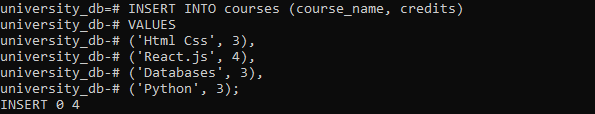 university_db=# INSERT INTO courses (course_name, credits)
university_db-# VALUES
university_db-# ('Html Css', 3),
university_db-# ('React.js', 4),
university_db-# ('Databases', 3),
university_db-# ('Python', 3);
INSERT 0 4